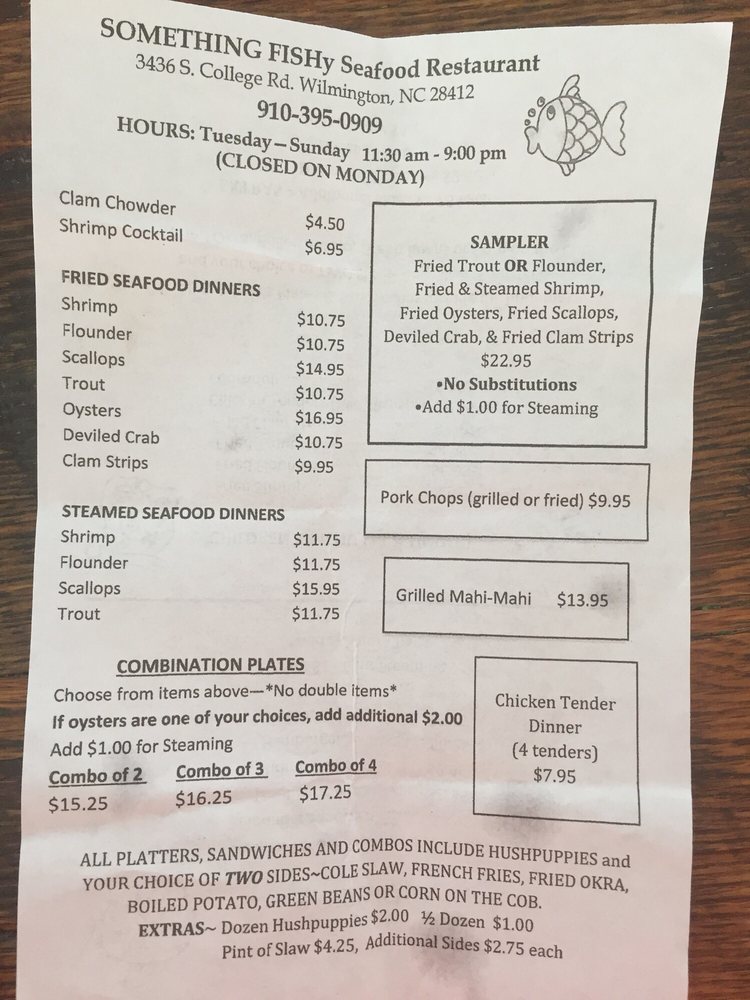 SOMETHING FISHy Seafood Restaurant
3436 S. College Rd. Wilmington, NC 28412
910-395-0909
HOURS: Tuesday—Sunday 11:30 am - 9:00 pm
(CLOSED ON MONDAY)
Clam Chowder $4.50
Shrimp Cocktail $6.95
FRIED SEAFOOD DINNERS
Shrimp $10.75
Flounder $10.75
Scallops $14.95
Trout $10.75
Oysters $16.95
Deviled Crab $10.75
Clam Strips $9.95
STEAMED SEAFOOD DINNERS
Shrimp $11.75
Flounder $11.75
Scallops $15.95
Trout $11.75
SAMPLER
Fried Trout OR Flounder,
Fried & Steamed Shrimp,
Fried Oysters, Fried Scallops,
Deviled Crab, & Fried Clam Strips
$22.95
•No Substitutions
•Add $1.00 for Steaming
Pork Chops (grilled or fried) $9.95
Grilled Mahi-Mahi $13.95
COMBINATION PLATES
Choose from items above—*No double items*
If oysters are one of your choices, add additional $2.00
Add $1.00 for Steaming
Combo of 2 Combo of 3 Combo of 4
$15.25 $16.25 $17.25
Chicken Tender
Dinner
(4 tenders)
$7.95
ALL PLATTERS, SANDWICHES AND COMBOS INCLUDE HUSHPUPPIES and
YOUR CHOICE OF TWO SIDES~COLE SLAW, FRENCH FRIES, FRIED OKRA,
BOILED POTATO, GREEN BEANS OR CORN ON THE COB.
EXTRAS~ Dozen Hushpuppies $2.00 ½ Dozen $1.00
Pint of Slaw $4.25, Additional Sides $2.75 each